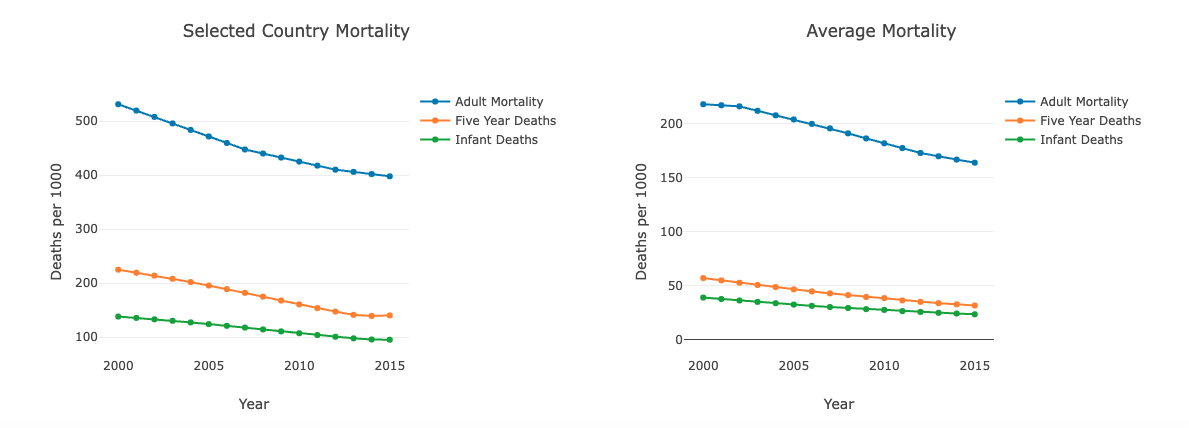 Selected Country Mortality
500
400
300
200
100
2000
2005
2010
2015
Deaths per 1000
Year
Adult Mortality
Five Year Deaths
Infant Deaths
Average Mortality
200
150
100
50
0
2000
2005
2010
2015
Deaths per 1000
Year
Adult Mortality
Five Year Deaths
Infant Deaths